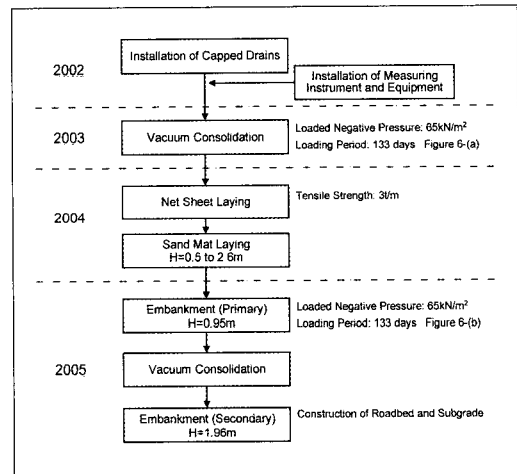 2002
Installation of Capped Drains
Installation of Measuring
Instrument and Equipment
2003
Vacuum Consolidation
Loaded Negative Pressure: 65kN/m²
Loading Period: 133 days Figure 6-(a)
2004
Net Sheet Laying
Tensile Strength: 3t/m
Sand Mat Laying
H=0.5 to 2.6m
2005
Embankment (Primary)
H=0.95m
Loaded Negative Pressure: 65kN/m²
Loading Period: 133 days Figure 6-(b)
Vacuum Consolidation
Embankment (Secondary)
H=1.96m
Construction of Roadbed and Subgrade